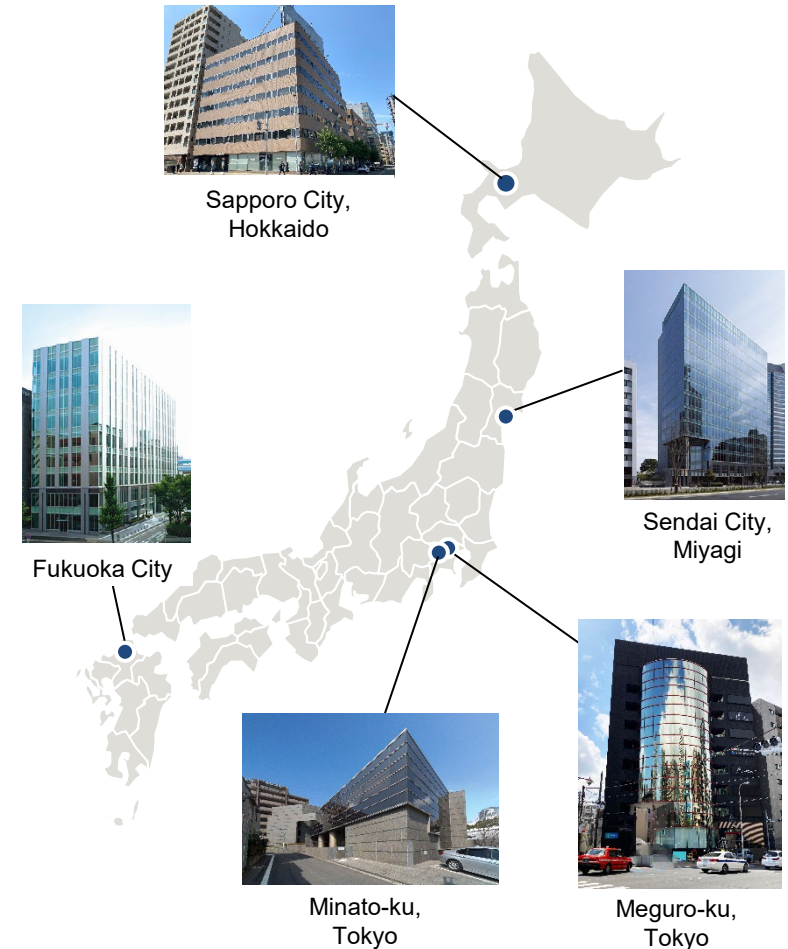 Sapporo City,
Hokkaido
Sendai City,
Miyagi
Fukuoka City
Minato-ku,
Tokyo
Meguro-ku,
Tokyo